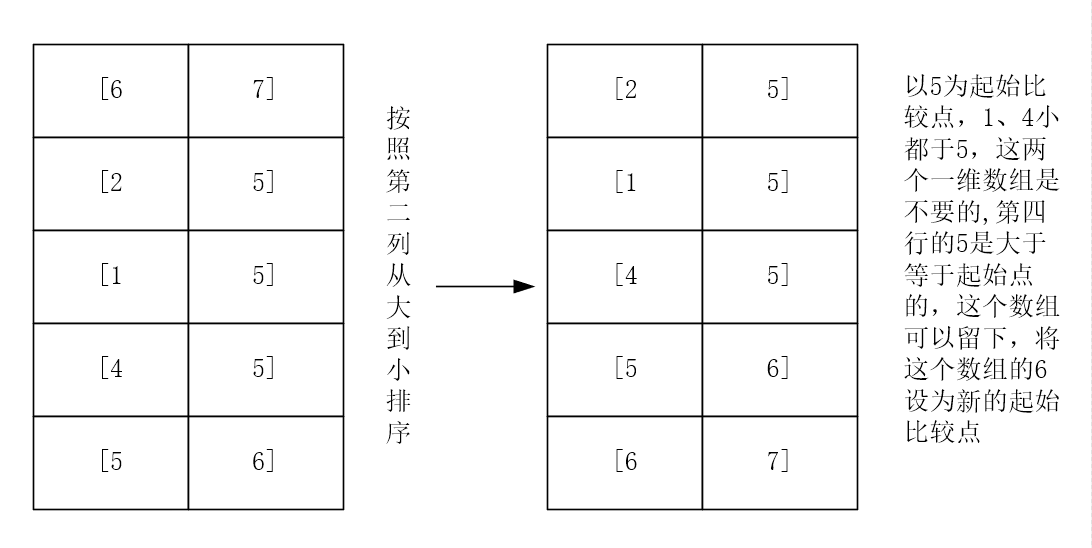 [6 7]
[2 5]
[1 5]
[4 5]
[5 6]
按
照
第
二
列
从
大
到
小
排
序
[2 5]
[1 5]
[4 5]
[5 6]
[6 7]
以5为起始比
较点，1、4小
都于5，这两
个一维数组是
不要的,第四
行的5是大于
等于起始点
的，这个数组
可以留下，将
这个数组的6
设为新的起始
比较点